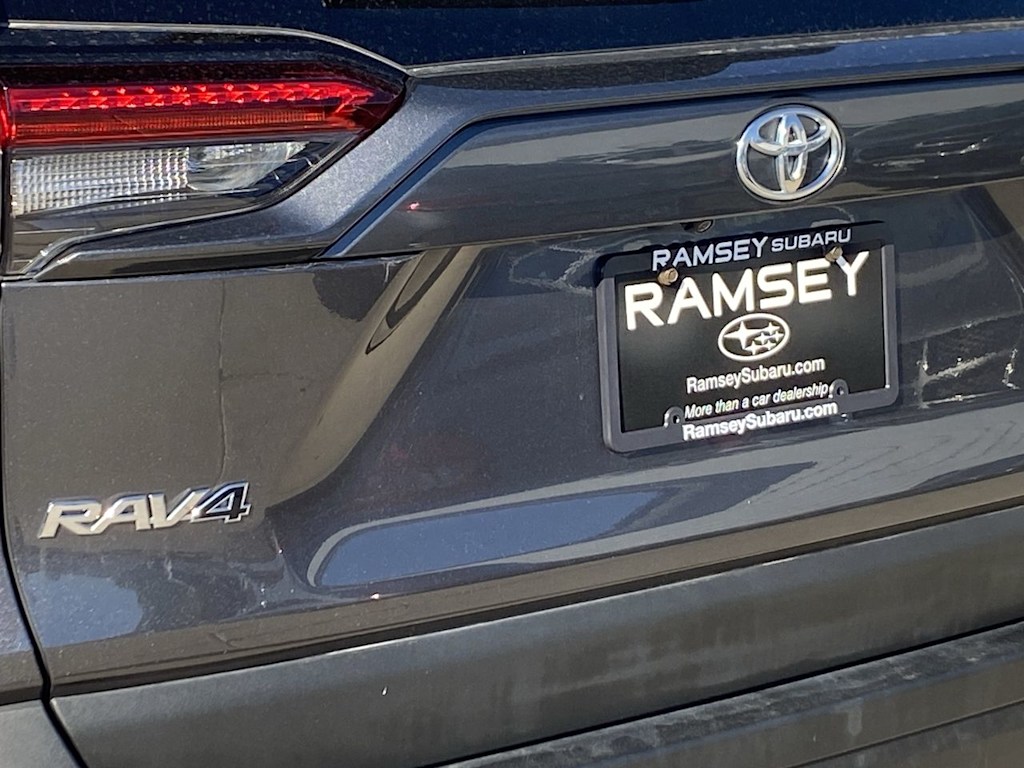 RAMSEY SUBARU
RAMSEY
RamseySubaru.com
More than a car dealership
RamseySubaru.com
RAV4